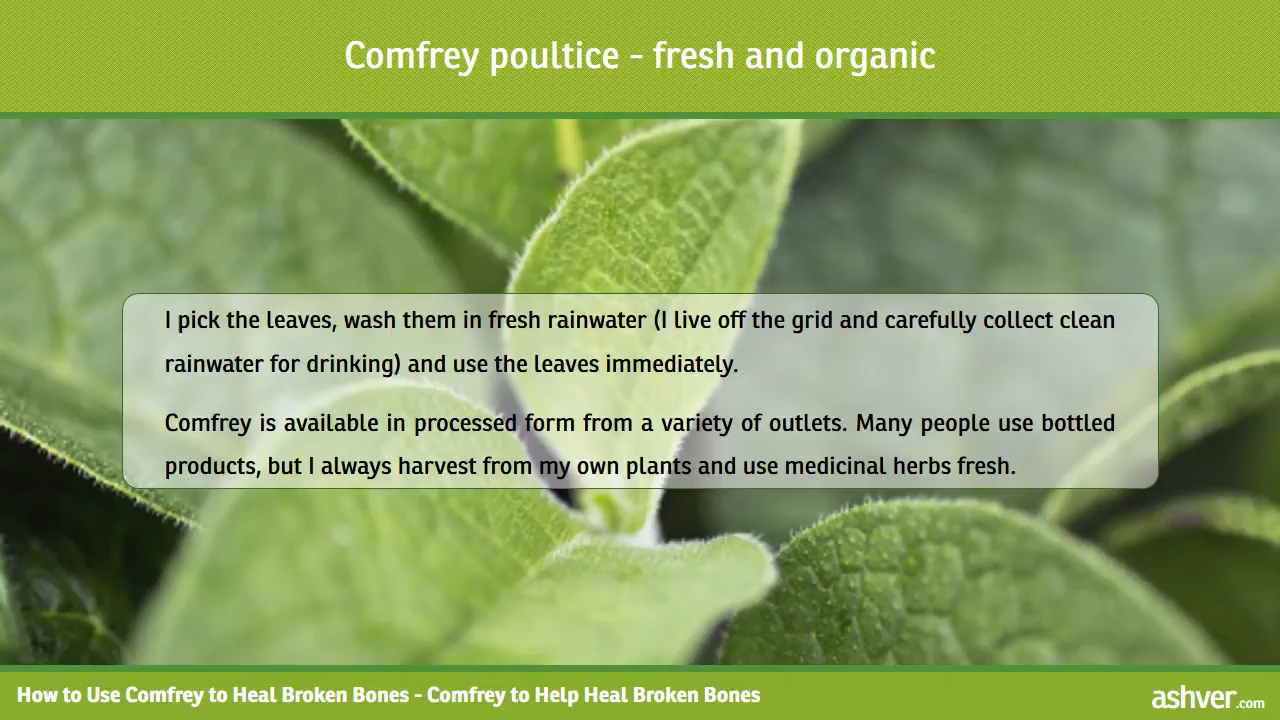 Comfrey poultice - fresh and organic
I pick the leaves, wash them in fresh rainwater (I live off the grid and carefully collect clean
rainwater for drinking) and use the leaves immediately.
Comfrey is available in processed form from a variety of outlets. Many people use bottled
products, but I always harvest from my own plants and use medicinal herbs fresh.
How to Use Comfrey to Heal Broken Bones - Comfrey to Help Heal Broken Bones
ashver.com